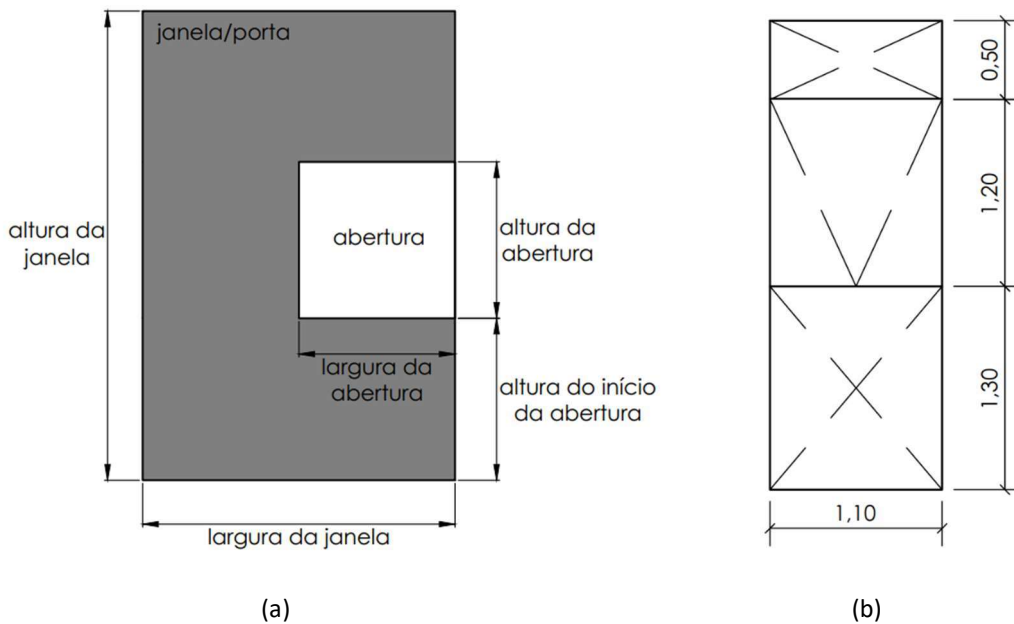 janela/porta
altura da
janela
abertura
altura da
abertura
largura da
abertura
altura do início
da abertura
largura da janela
(a)
0,50
1,20
1,30
1,10
(b)